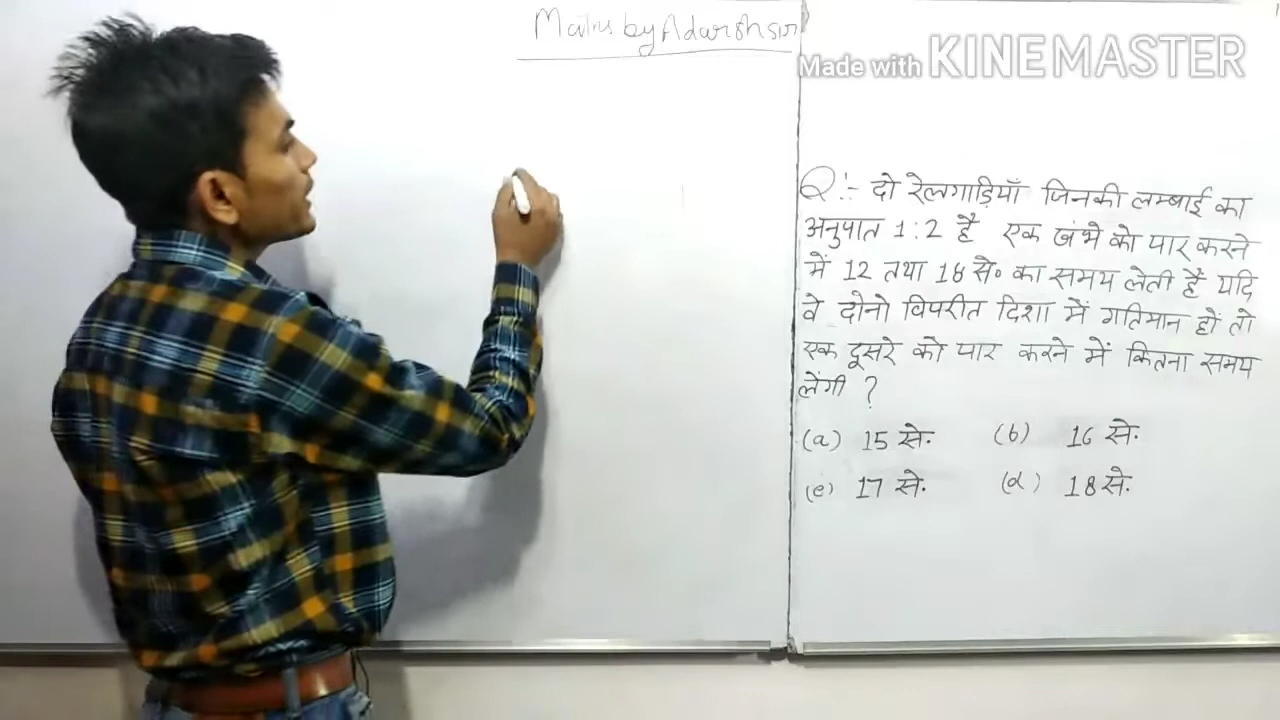 Maths by Adarsh sir
Made with KINEMASTER
Q:- दो रेलगाड़ियाँ जिनकी लम्बाई का
अनुपात 1:2 है एक खंभे को पार करने
में 12 तथा 18 से० का समय लेती हैं यदि
वे दोनो विपरीत दिशा में गतिमान हों तो
एक दूसरे को पार करने में कितना समय
लेंगी ?
(a) 15 से. (b) 16 से.
(c) 17 से. (d) 18 से.